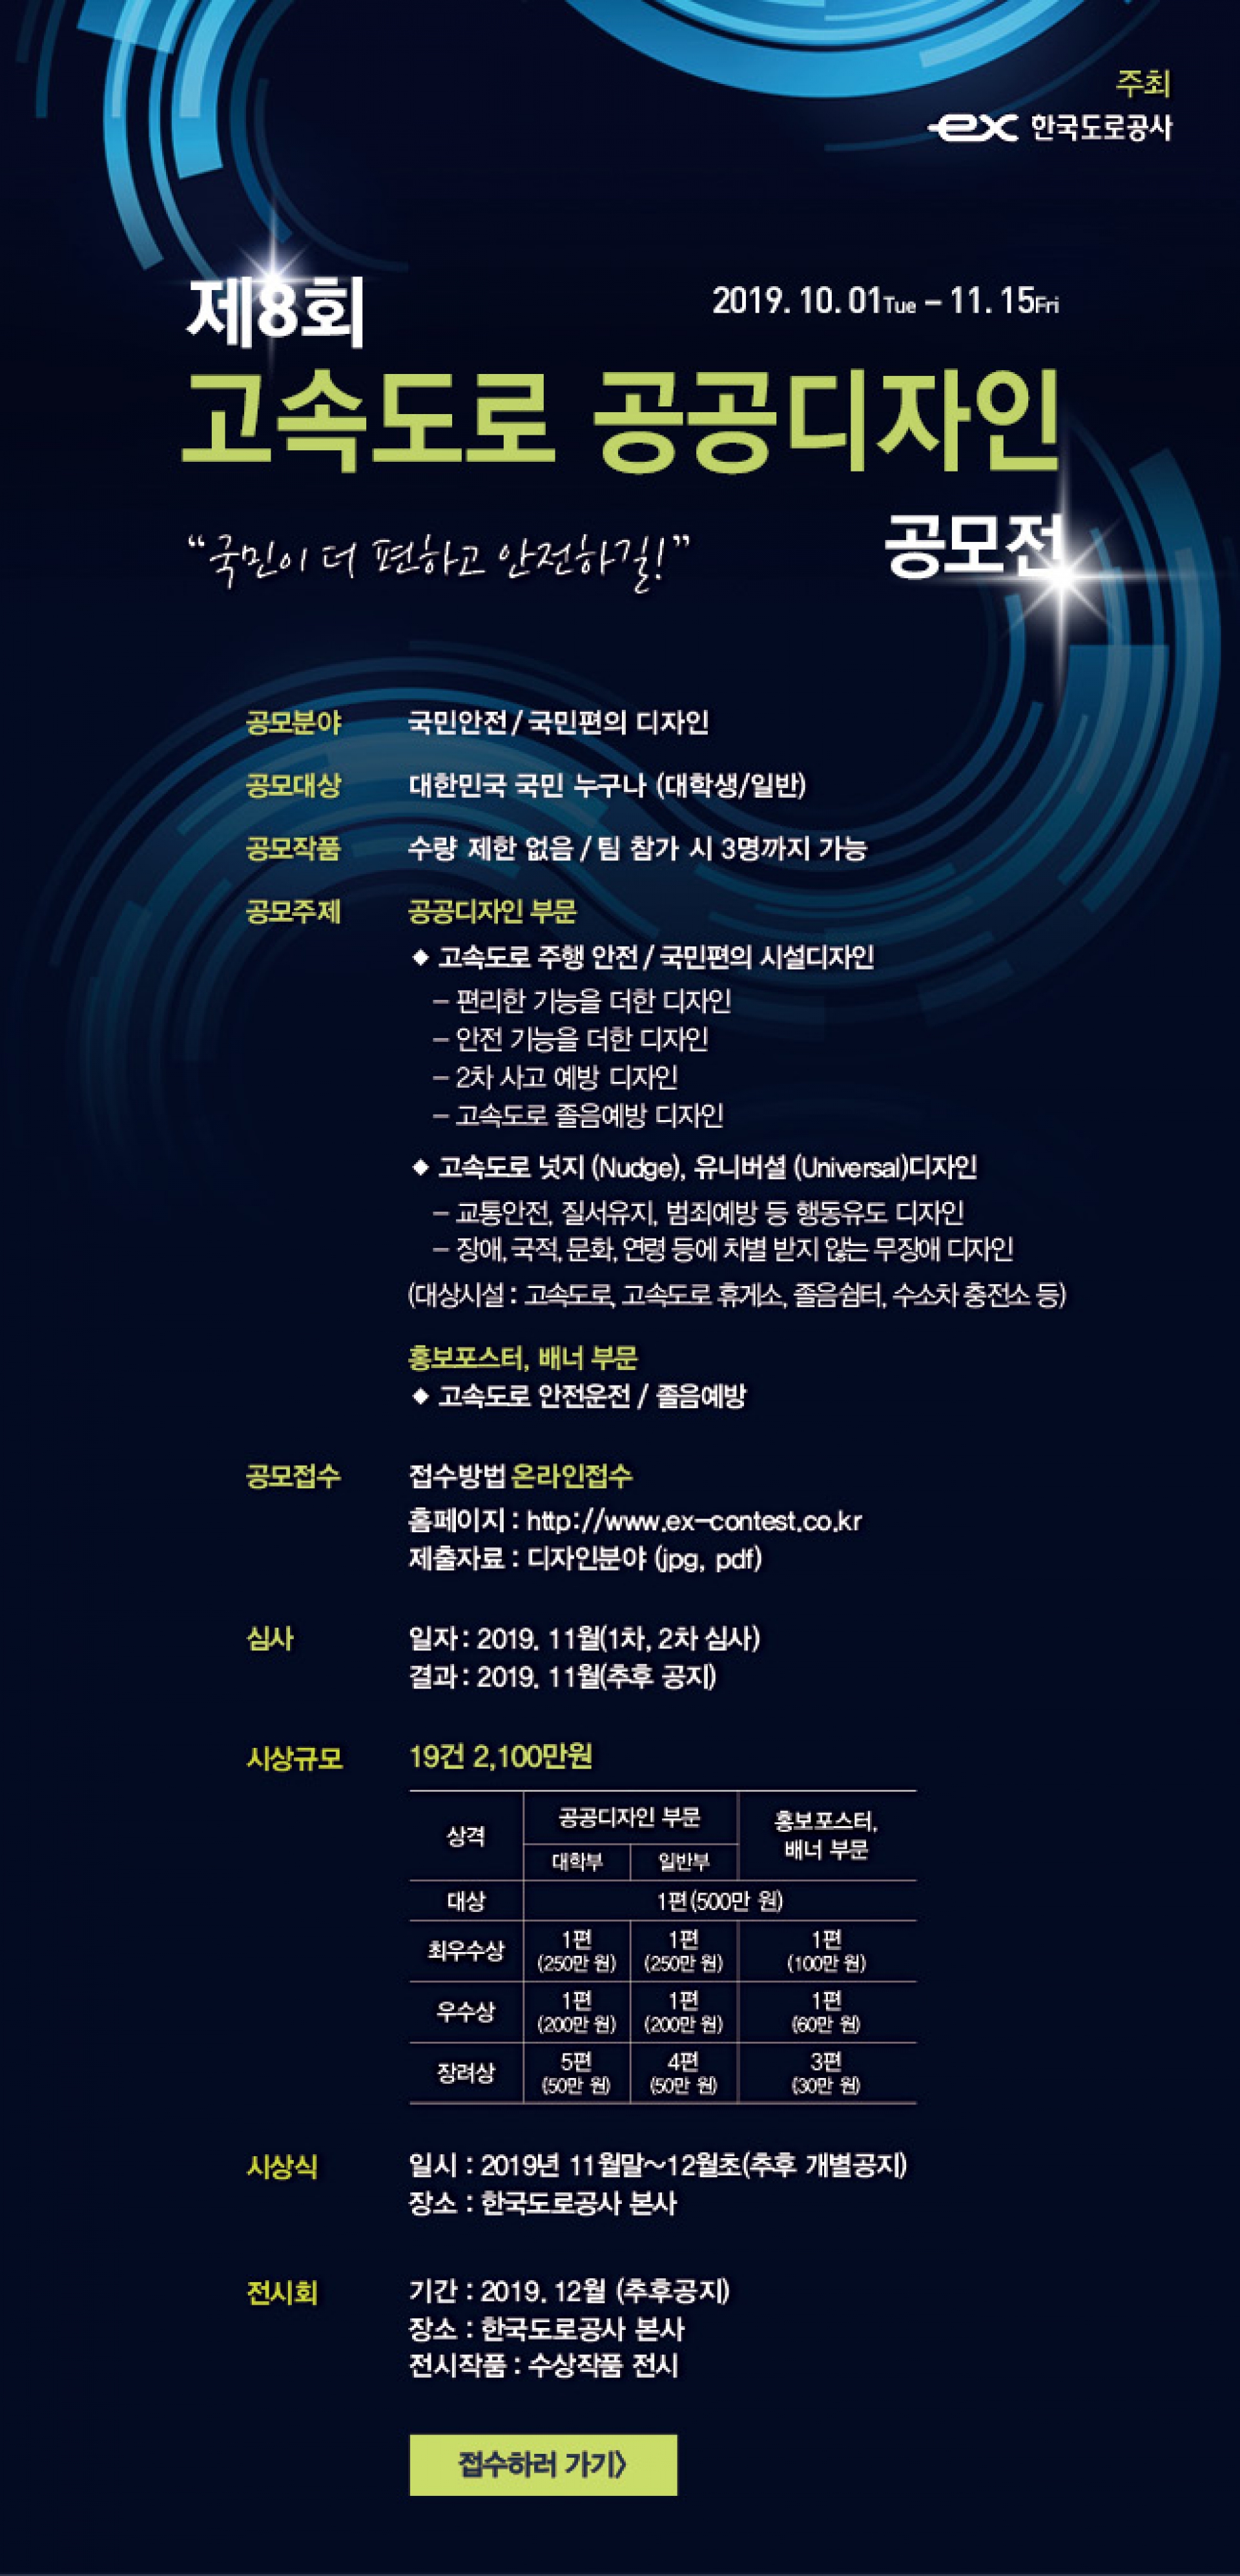 주최
ex 한국도로공사
제8회
2019. 10. 01Tue – 11. 15Fri
고속도로 공공디자인
공모전
“국민이 더 편하고 안전하길!”
공모분야 국민안전 / 국민편의 디자인
공모대상 대한민국 국민 누구나 (대학생/일반)
공모작품 수량 제한 없음 / 팀 참가 시 3명까지 가능
공모주제 공공디자인 부문
◆ 고속도로 주행 안전 / 국민편의 시설디자인
– 편리한 기능을 더한 디자인
– 안전 기능을 더한 디자인
– 2차 사고 예방 디자인
– 고속도로 졸음예방 디자인
◆ 고속도로 넛지 (Nudge), 유니버셜 (Universal)디자인
– 교통안전, 질서유지, 범죄예방 등 행동유도 디자인
– 장애, 국적, 문화, 연령 등에 차별 받지 않는 무장애 디자인
(대상시설 : 고속도로, 고속도로 휴게소, 졸음쉼터, 수소차 충전소 등)
홍보포스터, 배너 부문
◆ 고속도로 안전운전 / 졸음예방
공모접수 접수방법 온라인접수
홈페이지 : http://www.ex-contest.co.kr
제출자료 : 디자인분야 (jpg, pdf)
심사 일자 : 2019. 11월(1차, 2차 심사)
결과 : 2019. 11월(추후 공지)
시상규모 19건 2,100만원
상격 공공디자인 부문 홍보포스터,
배너 부문
대학부 일반부
대상 1편(500만 원)
최우수상 1편 1편 1편
(250만 원) (250만 원) (100만 원)
우수상 1편 1편 1편
(200만 원) (200만 원) (60만 원)
장려상 5편 4편 3편
(50만 원) (50만 원) (30만 원)
시상식 일시 : 2019년 11월말~12월초(추후 개별공지)
장소 : 한국도로공사 본사
전시회 기간 : 2019. 12월 (추후공지)
장소 : 한국도로공사 본사
전시작품 : 수상작품 전시
접수하러 가기〉